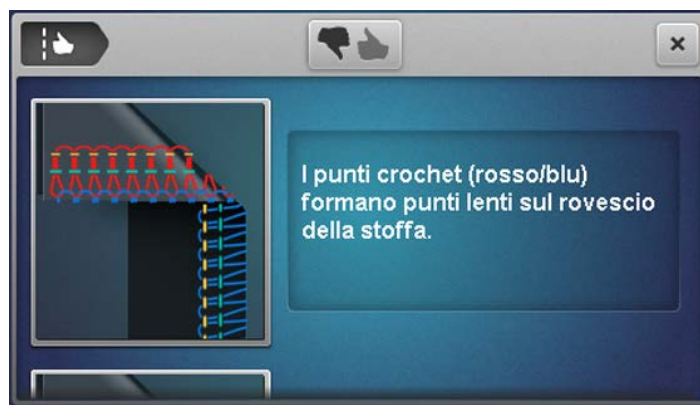 I punti crochet (rosso/blu)
formano punti lenti sul rovescio
della stoffa.